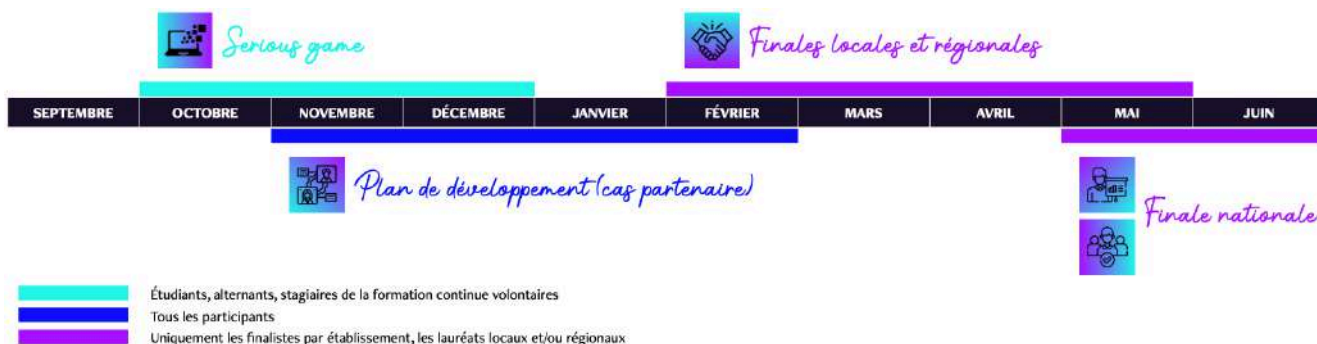 Serious game
Finales locales et régionales
SEPTEMBRE OCTOBRE NOVEMBRE DÉCEMBRE JANVIER FÉVRIER MARS AVRIL MAI JUIN
Plan de développement (cas partenaire)
Finale nationale
Étudiants, alternants, stagiaires de la formation continue volontaires
Tous les participants
Uniquement les finalistes par établissement, les lauréats locaux et/ou régionaux